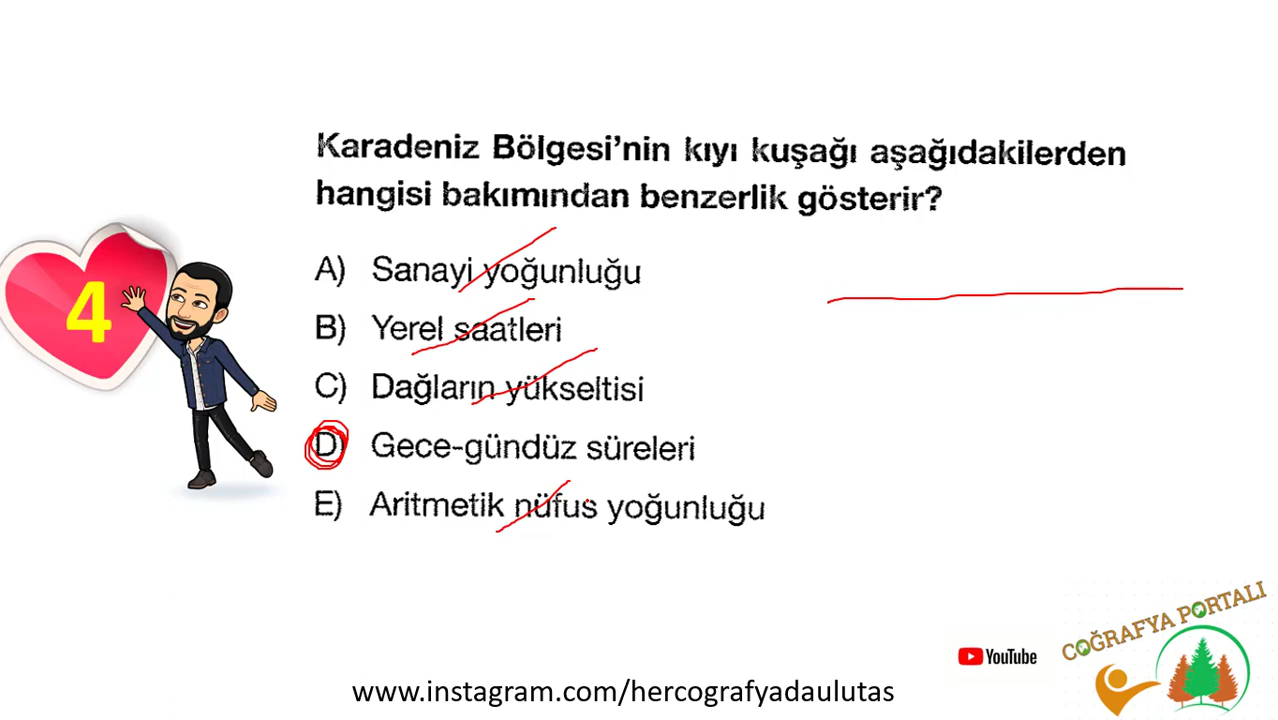 Karadeniz Bölgesi'nin kıyı kuşağı aşağıdakilerden
hangisi bakımından benzerlik gösterir?
4
A) Sanayi yoğunluğu
B) Yerel saatleri
C) Dağların yükseltisi
D) Gece-gündüz süreleri
E) Aritmetik nüfus yoğunluğu
COĞRAFYA PORTALI
YouTube
www.instagram.com/hercografyadaulutas